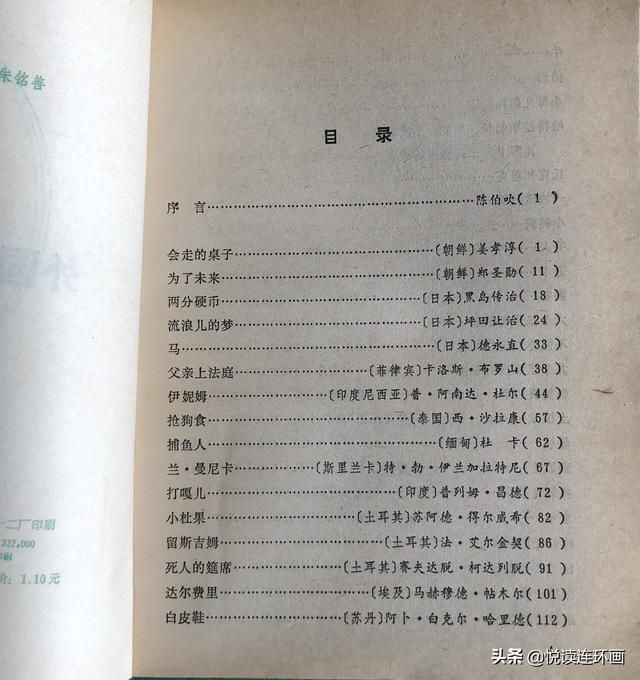 朱铭善
目 录
序 言……陈伯吹( 1 )
会走的桌子……〔朝鲜〕姜孝淳( 1 )
为了未来……〔朝鲜〕郑圣勋( 11 )
两分硬币……〔日本〕黑鸟传治( 18 )
流浪儿的梦……〔日本〕坪田让治( 24 )
马……〔日本〕德永直( 33 )
父亲上法庭……〔菲律宾〕卡洛斯·布罗山( 38 )
伊妮姆……〔印度尼西亚〕普·阿南达·杜尔( 44 )
抢狗食……〔泰国〕西·沙拉康( 57 )
捕鱼人……〔缅甸〕杜 卡( 62 )
兰·曼尼卡……〔斯里兰卡〕特·勃·伊兰加拉特尼( 67 )
打嘎儿……〔印度〕普列姆·昌德( 72 )
小杜果……〔土耳其〕苏阿德·得尔威希( 82 )
留斯吉姆……〔土耳其〕法·艾尔金契( 86 )
死人的筵席……〔土耳其〕赛夫达脱·柯达列脱( 91 )
达尔费里……〔埃及〕马赫穆德·帖木尔(101)
白皮鞋……〔苏丹〕阿卜·白克尔·哈里德(112)
二厂印刷
322,000
价：1.10元
头条 @悦读连环画